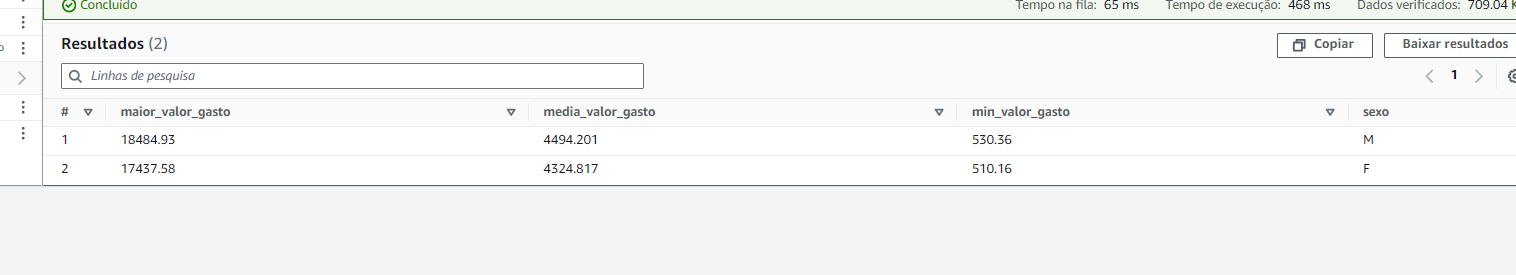 Concluído Tempo na fila: 65 ms Tempo de execução: 468 ms Dados verificados: 709.04 K
Resultados (2) Copiar Baixar resultados
Linhas de pesquisa 1
# maior_valor_gasto media_valor_gasto min_valor_gasto sexo
1 18484.93 4494.201 530.36 M
2 17437.58 4324.817 510.16 F